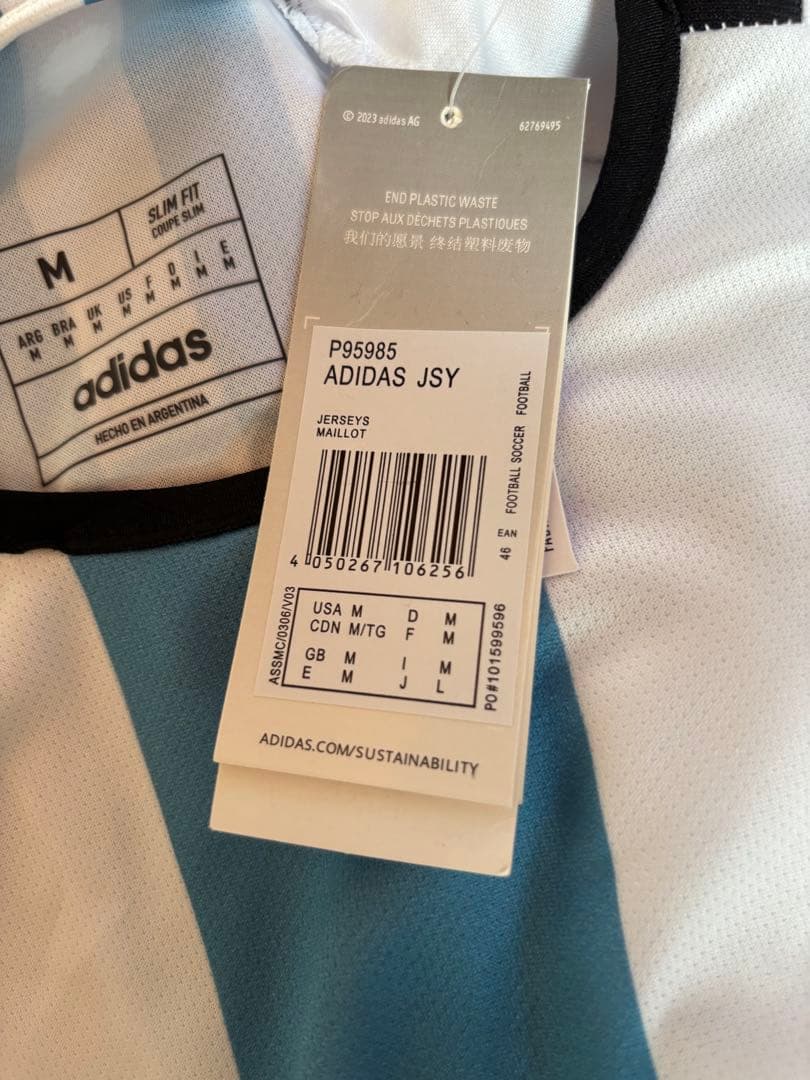 © 2023 adidas AG
62769495
END PLASTIC WASTE
STOP AUX DÉCHETS PLASTIQUES
我们的愿景 终结塑料废物
P95985
ADIDAS JSY
JERSEYS
MAILLOT
FOOTBALL SOCCER FOOTBALL
EAN
46
4 050267 106256
ASSMC/0306/V03
USA M D M
CDN M/TG F M
GB M I M
E M J L
PO#101599596
ADIDAS.COM/SUSTAINABILITY
M
SLIM FIT
COUPE SLIM
ARG BRA UK US F D I E
M M M M M M M M
adidas
HECHO EN ARGENTINA